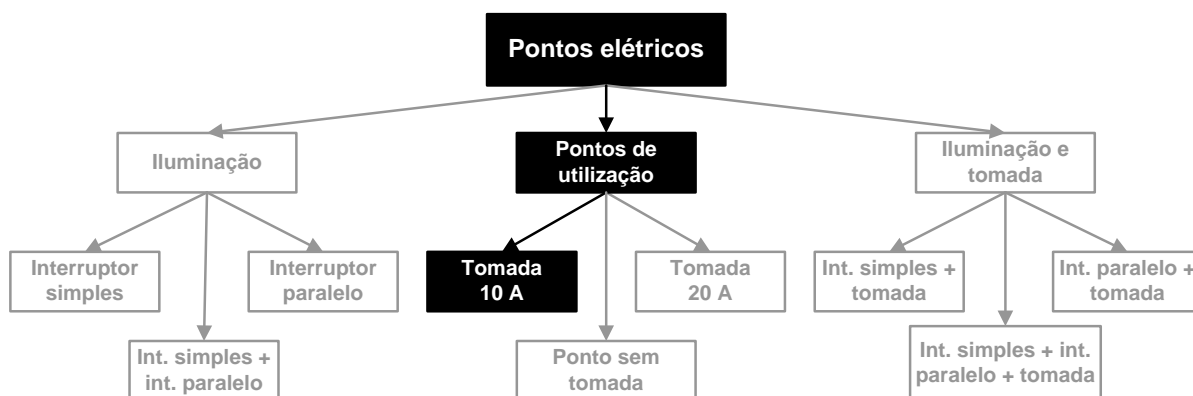 Pontos elétricos
Iluminação
Pontos de
utilização
Iluminação e
tomada
Interruptor
simples
Interruptor
paralelo
Tomada
10 A
Tomada
20 A
Int. simples +
tomada
Int. paralelo +
tomada
Int. simples +
int. paralelo
Ponto sem
tomada
Int. simples + int.
paralelo + tomada